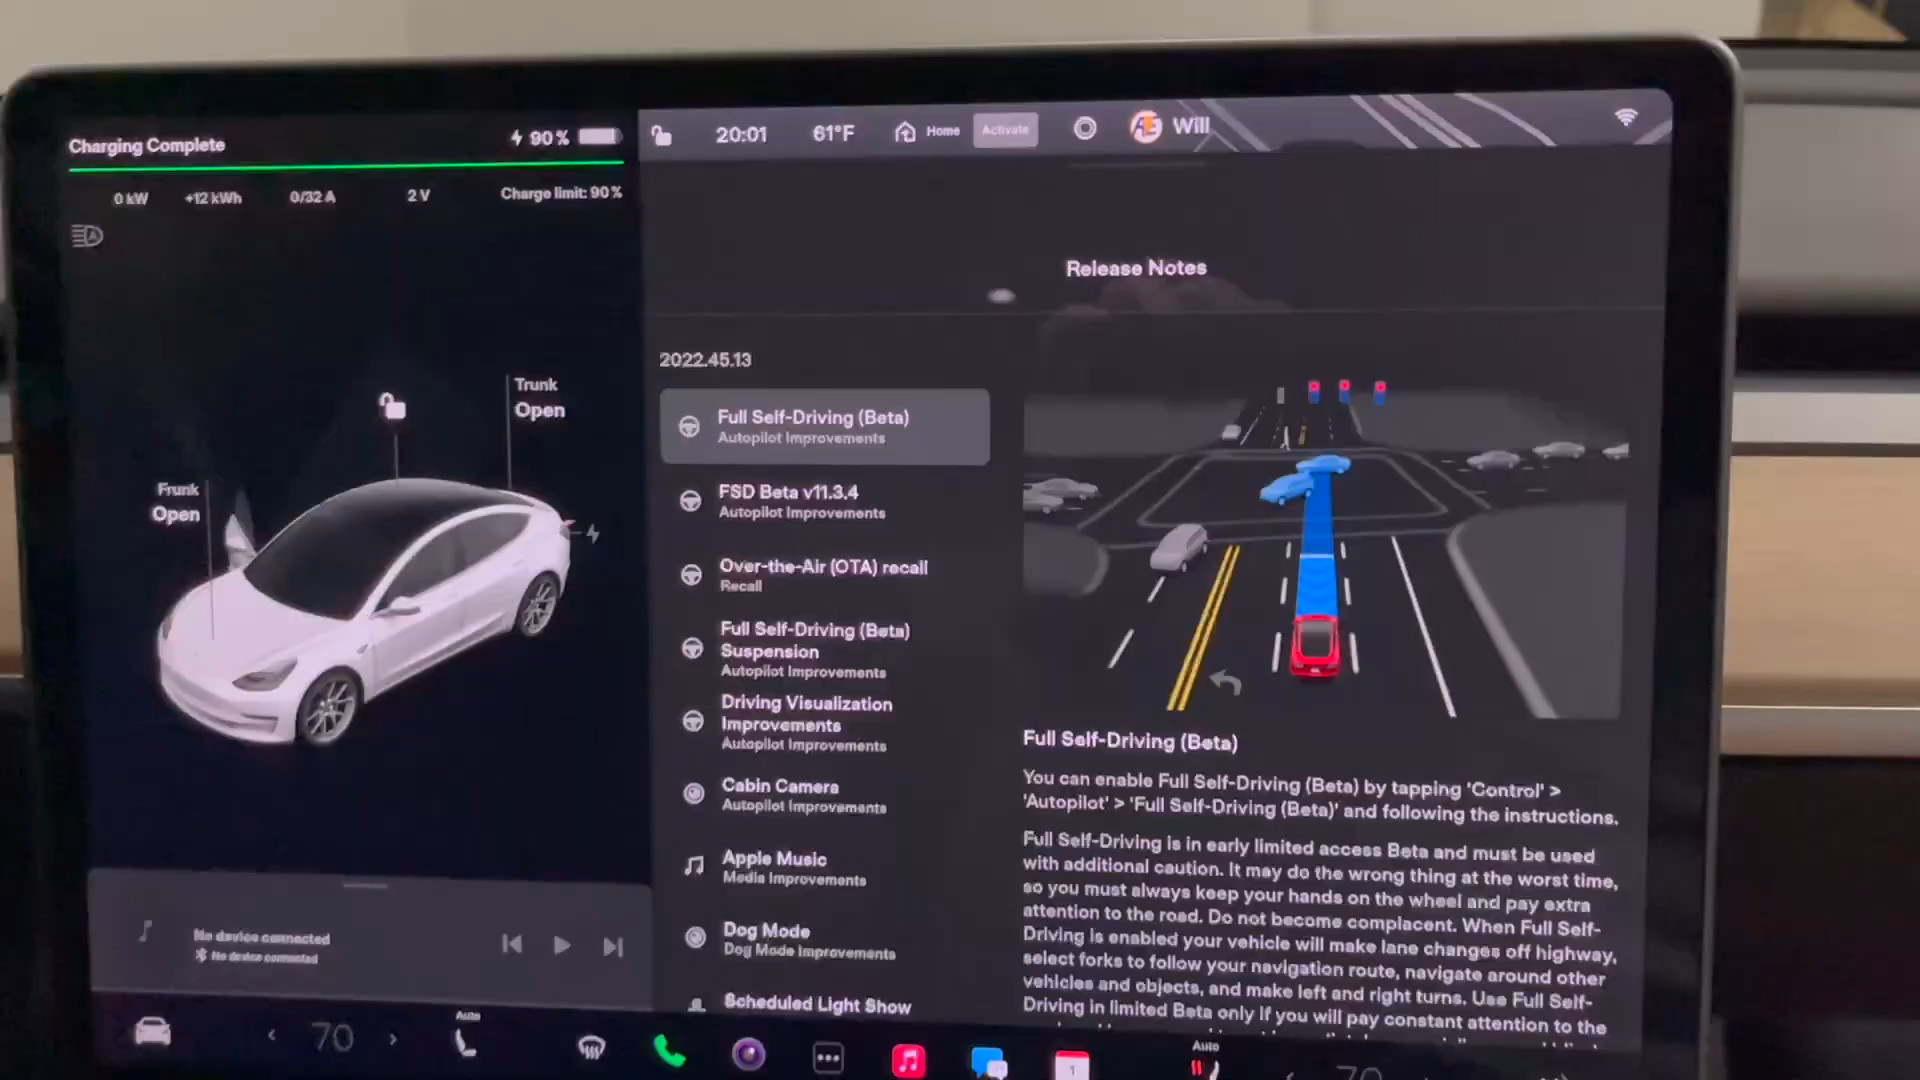 Charging Complete
90%
0 kW
+12 kWh
0/32 A
2 V
Charge limit: 90%
Trunk
Open
Frunk
Open
No device connected
No device connected
20:01
61°F
Home
Activate
Will
Release Notes
2022.45.13
Full Self-Driving (Beta)
Autopilot Improvements
FSD Beta v11.3.4
Autopilot Improvements
Over-the-Air (OTA) recall
Recall
Full Self-Driving (Beta)
Suspension
Autopilot Improvements
Driving Visualization
Improvements
Autopilot Improvements
Cabin Camera
Autopilot Improvements
Apple Music
Media Improvements
Dog Mode
Dog Mode Improvements
Scheduled Light Show
Full Self-Driving (Beta)
You can enable Full Self-Driving (Beta) by tapping 'Control' >
'Autopilot' > 'Full Self-Driving (Beta)' and following the instructions.
Full Self-Driving is in early limited access Beta and must be used
with additional caution. It may do the wrong thing at the worst time,
so you must always keep your hands on the wheel and pay extra
attention to the road. Do not become complacent. When Full Self-
Driving is enabled your vehicle will make lane changes off highway,
select forks to follow your navigation route, navigate around other
vehicles and objects, and make left and right turns. Use Full Self-
Driving in limited Beta only if you will pay constant attention to the
70
Auto
1
Auto
70